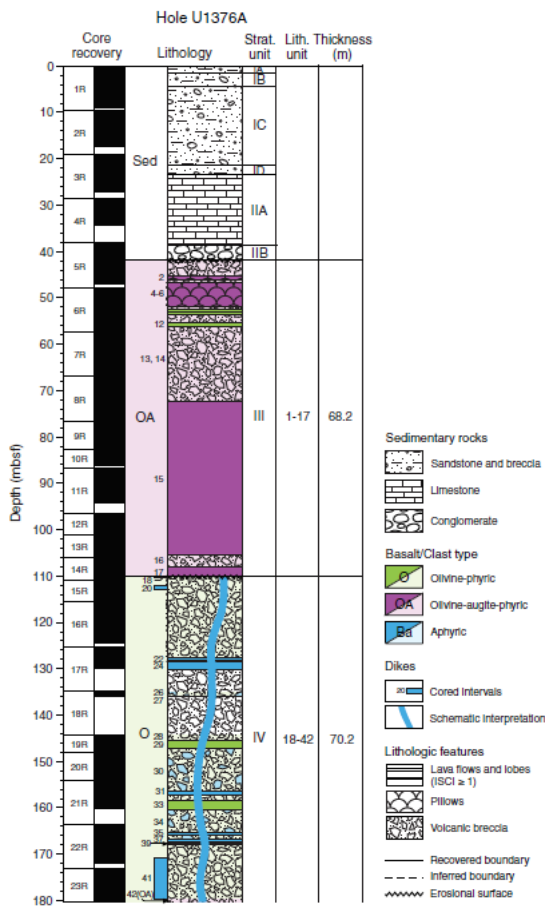 Hole U1376A
Core recovery
Lithology
Strat. unit
Lith. unit
Thickness (m)
Depth (mbsf)
0
10
20
30
40
50
60
70
80
90
100
110
120
130
140
150
160
170
180
1R
2R
3R
4R
5R
6R
7R
8R
9R
10R
11R
12R
13R
14R
15R
16R
17R
18R
19R
20R
21R
22R
23R
Sed
OA
O
2
4-6
12
13, 14
15
16
17
18
20
24
26
27
28
29
30
31
33
34
35
37
39
41
42(OA)
IA
IB
IC
ID
IIA
IIB
III
1-17
68.2
IV
18-42
70.2
Sedimentary rocks
Sandstone and breccia
Limestone
Conglomerate
Basalt/Clast type
O Olivine-phyric
OA Olivine-augite-phyric
Ba Aphyric
Dikes
20 Cored intervals
Schematic interpretation
Lithologic features
Lava flows and lobes
(ISCI ≥ 1)
Pillows
Volcanic breccia
Recovered boundary
Inferred boundary
Erosional surface